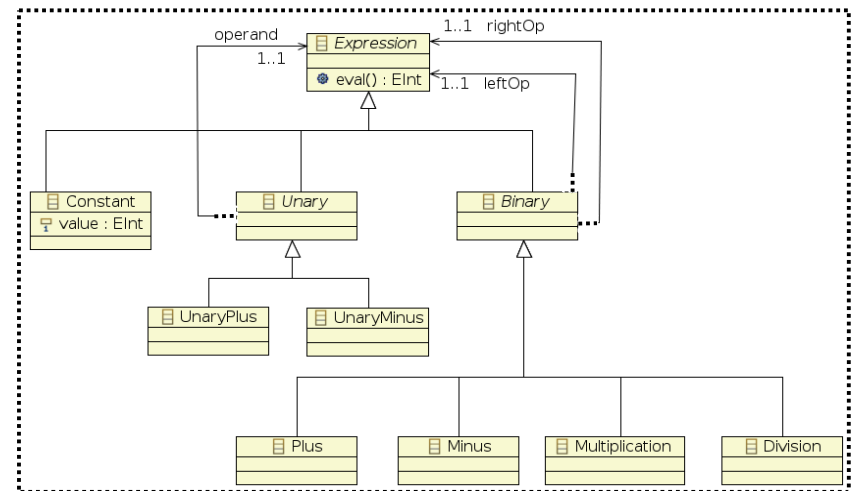 operand
1..1
Expression
eval() : EInt
1..1 rightOp
1..1 leftOp
Constant
value : EInt
Unary
Binary
UnaryPlus
UnaryMinus
Plus
Minus
Multiplication
Division